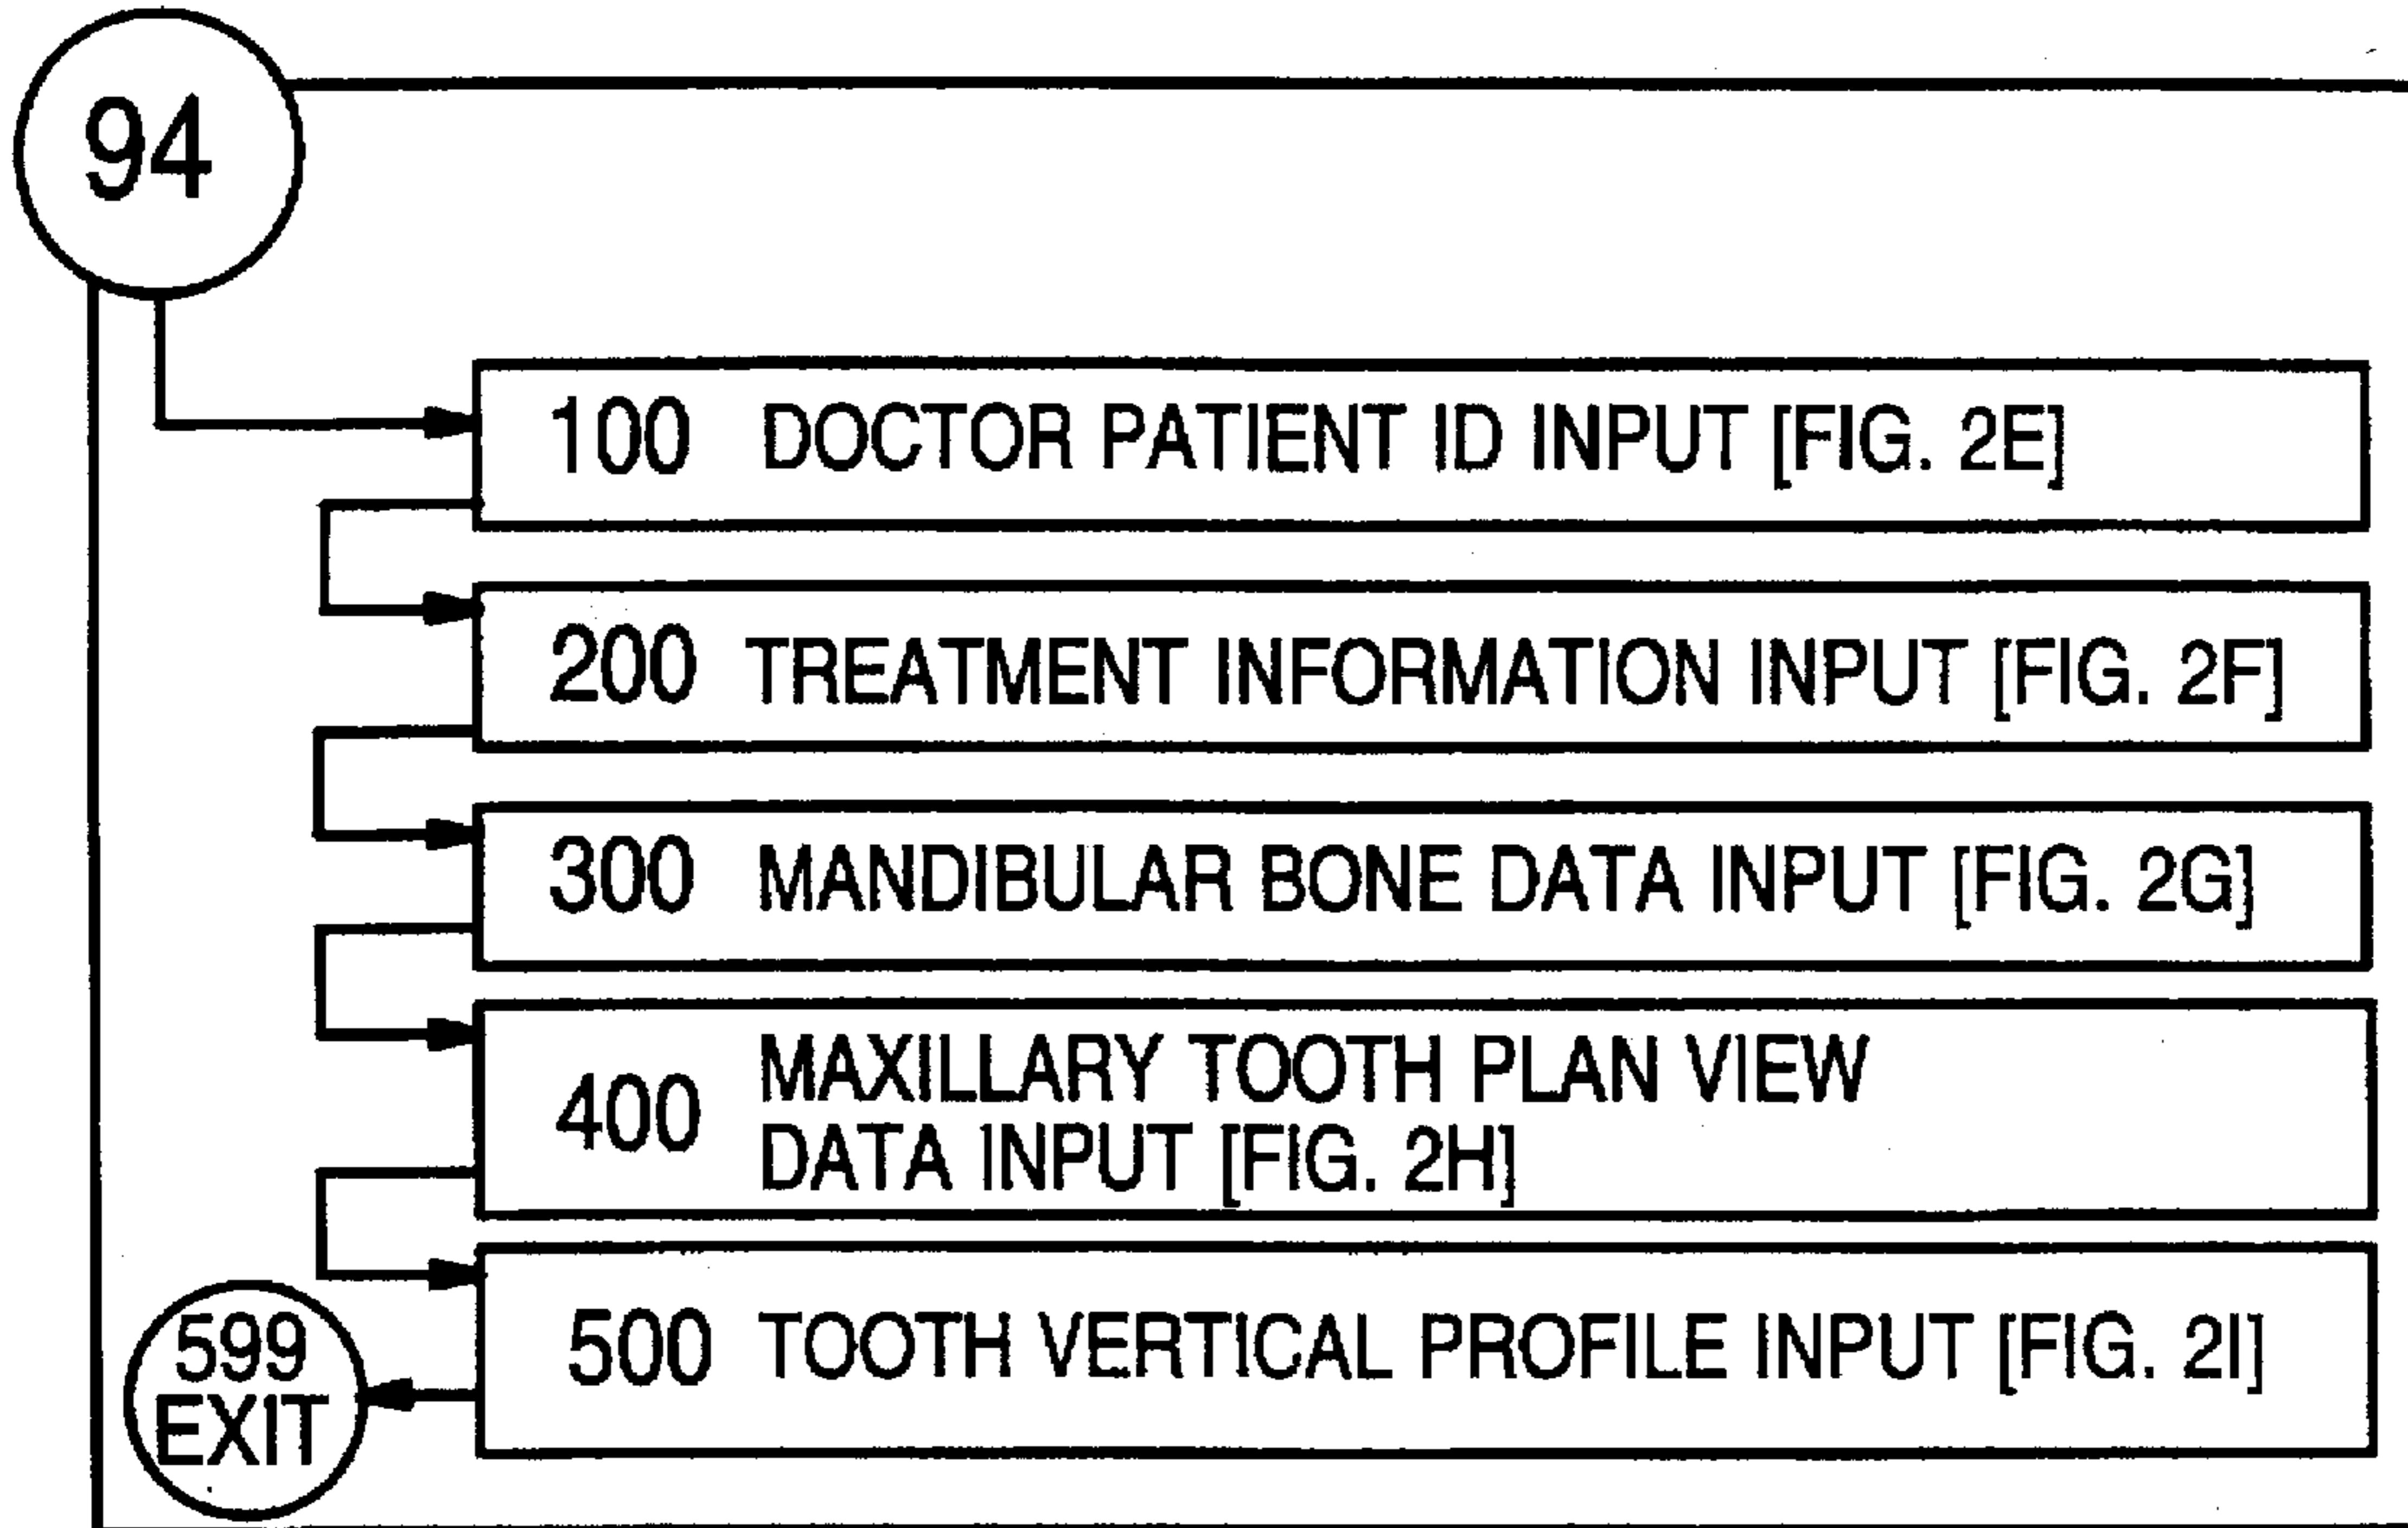 94
100 DOCTOR PATIENT ID INPUT [FIG. 2E]
200 TREATMENT INFORMATION INPUT [FIG. 2F]
300 MANDIBULAR BONE DATA INPUT [FIG. 2G]
400 MAXILLARY TOOTH PLAN VIEW
DATA INPUT [FIG. 2H]
500 TOOTH VERTICAL PROFILE INPUT [FIG. 2I]
599
EXIT